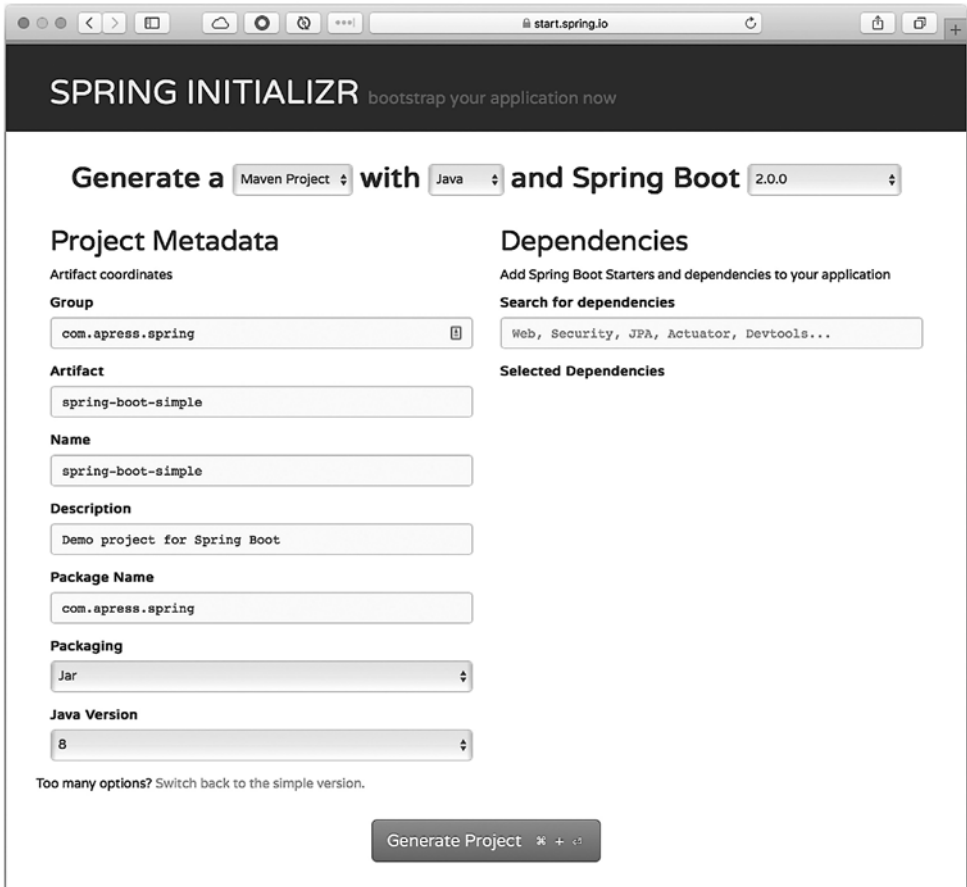 start.spring.io
SPRING INITIALIZR bootstrap your application now
Generate a Maven Project with Java and Spring Boot 2.0.0
Project Metadata
Artifact coordinates
Group
com.apress.spring
Artifact
spring-boot-simple
Name
spring-boot-simple
Description
Demo project for Spring Boot
Package Name
com.apress.spring
Packaging
Jar
Java Version
8
Too many options? Switch back to the simple version.
Dependencies
Add Spring Boot Starters and dependencies to your application
Search for dependencies
Web, Security, JPA, Actuator, Devtools...
Selected Dependencies
Generate Project ⌘ + ⏎